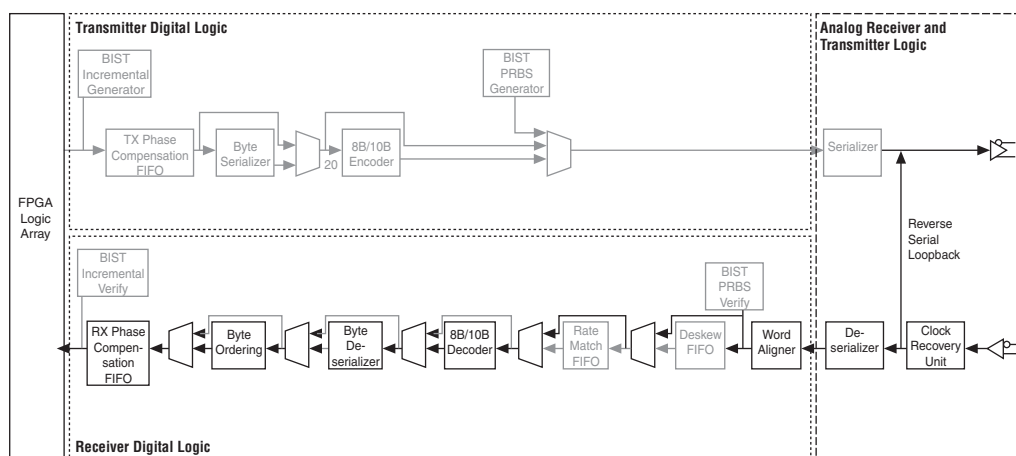 Transmitter Digital Logic
Analog Receiver and
Transmitter Logic
BIST
Incremental
Generator
BIST
PRBS
Generator
TX Phase
Compensation
FIFO
Byte
Serializer
20
8B/10B
Encoder
Serializer
FPGA
Logic
Array
Reverse
Serial
Loopback
BIST
Incremental
Verify
BIST
PRBS
Verify
RX Phase
Compen-
sation
FIFO
Byte
Ordering
Byte
De-
serializer
8B/10B
Decoder
Rate
Match
FIFO
Deskew
FIFO
Word
Aligner
De-
serializer
Clock
Recovery
Unit
Receiver Digital Logic